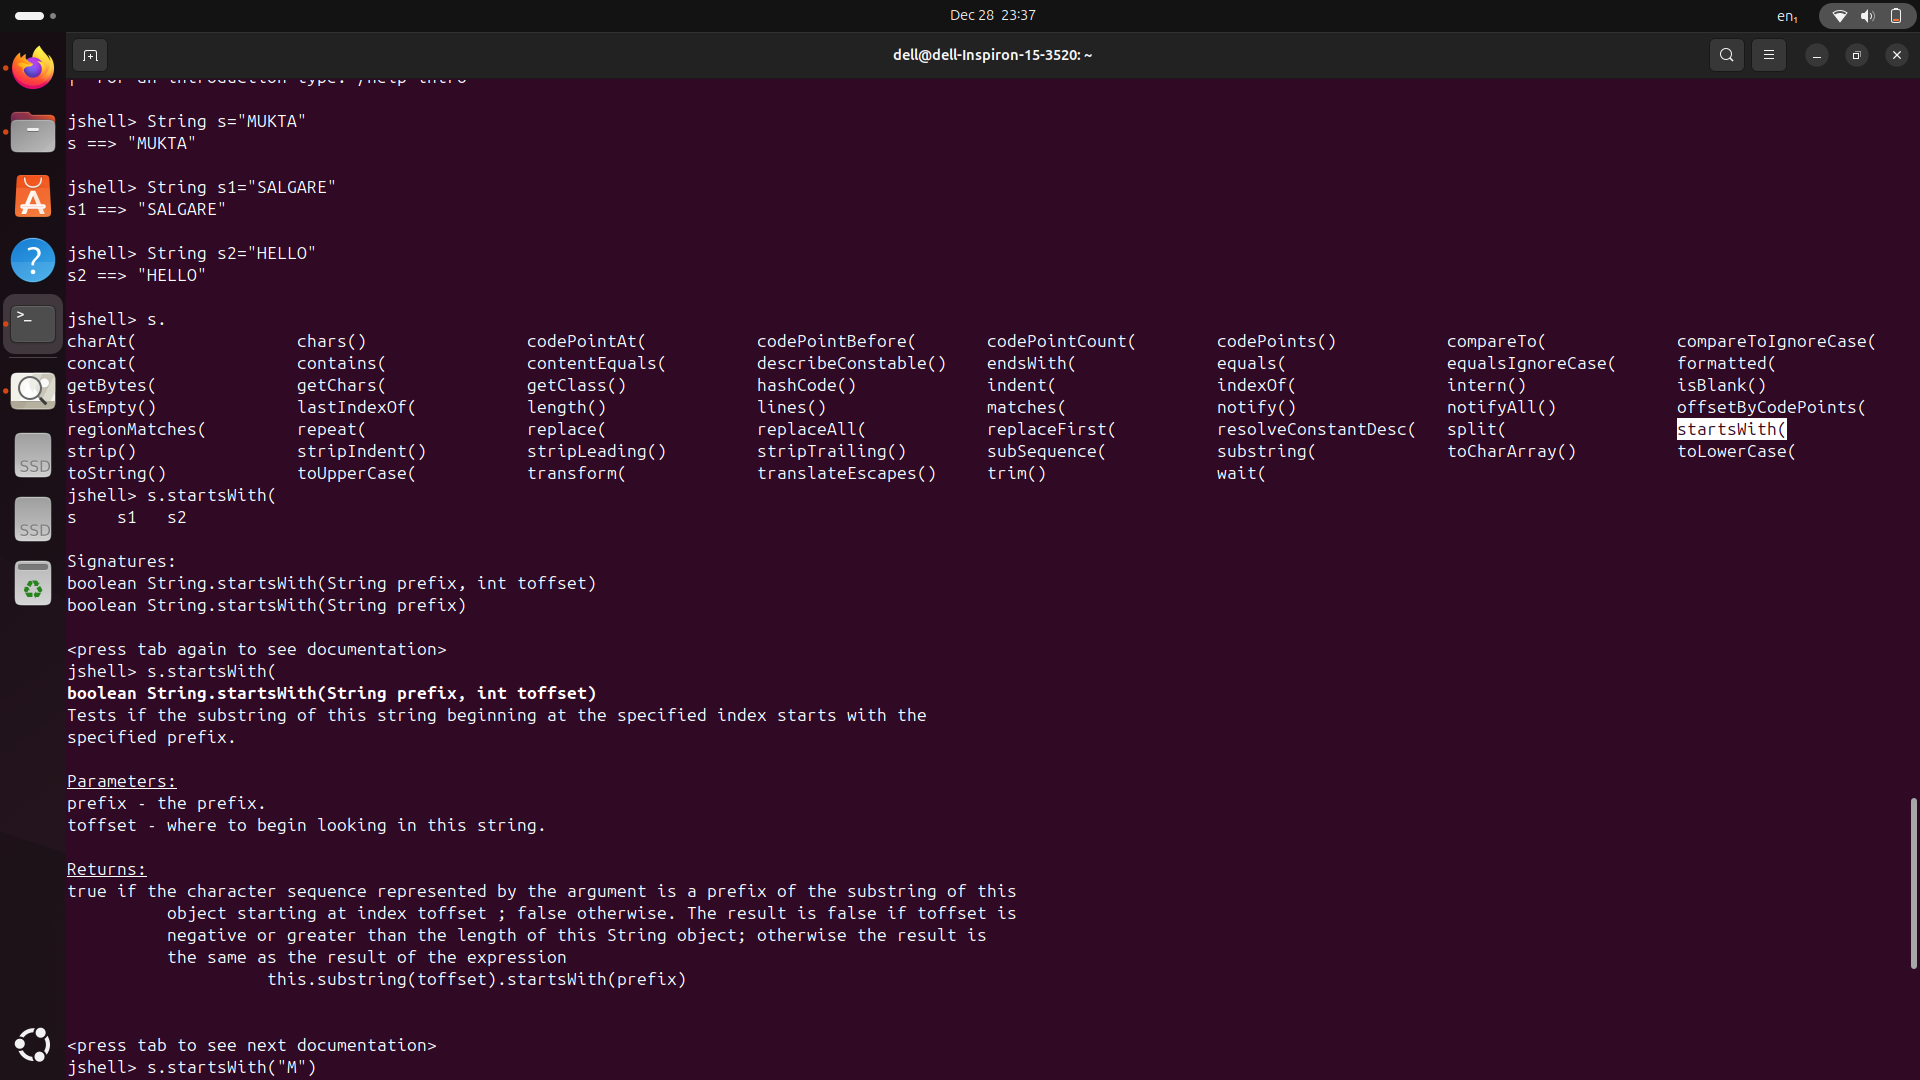 Dec 28 23:37
en₁
dell@dell-Inspiron-15-3520: ~
| For an introduction type: /help intro
jshell> String s="MUKTA"
s ==> "MUKTA"
jshell> String s1="SALGARE"
s1 ==> "SALGARE"
jshell> String s2="HELLO"
s2 ==> "HELLO"
jshell> s.
charAt( chars() codePointAt( codePointBefore( codePointCount( codePoints() compareTo( compareToIgnoreCase(
concat( contains( contentEquals( describeConstable() endsWith( equals( equalsIgnoreCase( formatted(
getBytes( getChars( getClass() hashCode() indent( indexOf( intern() isBlank()
isEmpty() lastIndexOf( length() lines() matches( notify() notifyAll() offsetByCodePoints(
regionMatches( repeat( replace( replaceAll( replaceFirst( resolveConstantDesc( split( startsWith(
strip() stripIndent() stripLeading() stripTrailing() subSequence( substring( toCharArray() toLowerCase(
toString() toUpperCase( transform( translateEscapes() trim() wait(
jshell> s.startsWith(
s s1 s2
Signatures:
boolean String.startsWith(String prefix, int toffset)
boolean String.startsWith(String prefix)
<press tab again to see documentation>
jshell> s.startsWith(
boolean String.startsWith(String prefix, int toffset)
Tests if the substring of this string beginning at the specified index starts with the
specified prefix.
Parameters:
prefix - the prefix.
toffset - where to begin looking in this string.
Returns:
true if the character sequence represented by the argument is a prefix of the substring of this
object starting at index toffset ; false otherwise. The result is false if toffset is
negative or greater than the length of this String object; otherwise the result is
the same as the result of the expression
this.substring(toffset).startsWith(prefix)
<press tab to see next documentation>
jshell> s.startsWith("M")
SSD
SSD